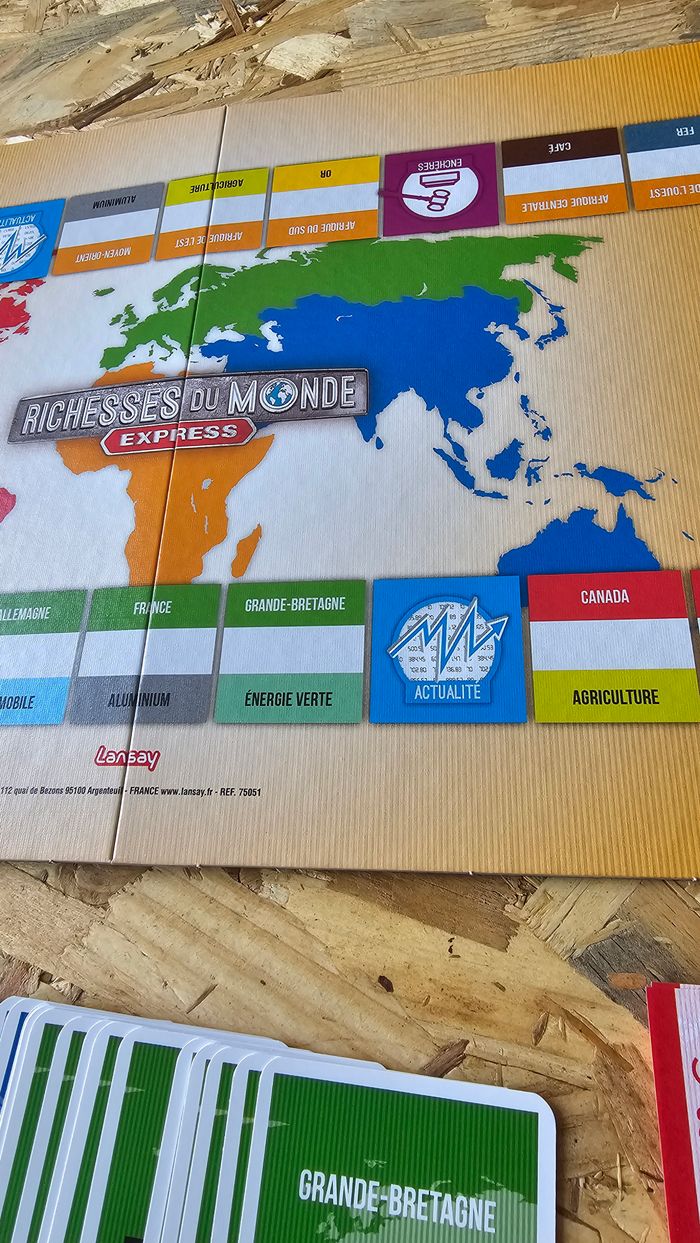 FER
CAFÉ
ENCHÈRES
OR
AGRICULTURE
ALUMINIUM
ACTUALIT
DE L'OUEST
AFRIQUE CENTRALE
AFRIQUE DU SUD
AFRIQUE DE L'EST
MOYEN-ORIENT
RICHESSES DU MONDE
EXPRESS
ALLEMAGNE
FRANCE
GRANDE-BRETAGNE
CANADA
MOBILE
ALUMINIUM
ÉNERGIE VERTE
ACTUALITÉ
AGRICULTURE
Lansay
112 quai de Bezons 95100 Argenteuil - FRANCE www.lansay.fr - REF. 75051
GRANDE-BRETAGNE